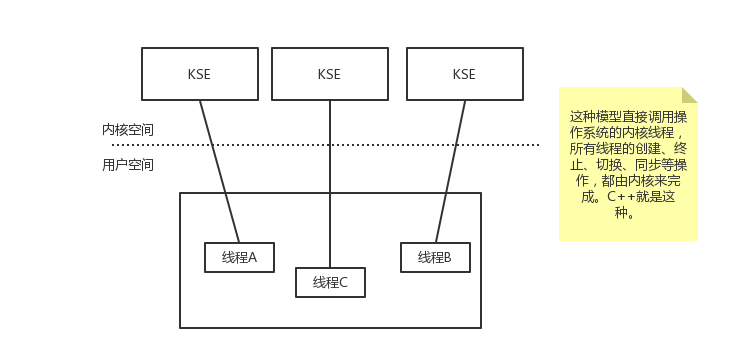 KSE
KSE
KSE
内核空间
用户空间
线程A
线程C
线程B
这种模型直接调用操
作系统的内核线程，
所有线程的创建、终
止、切换、同步等操
作，都由内核来完
成。C++就是这
种。